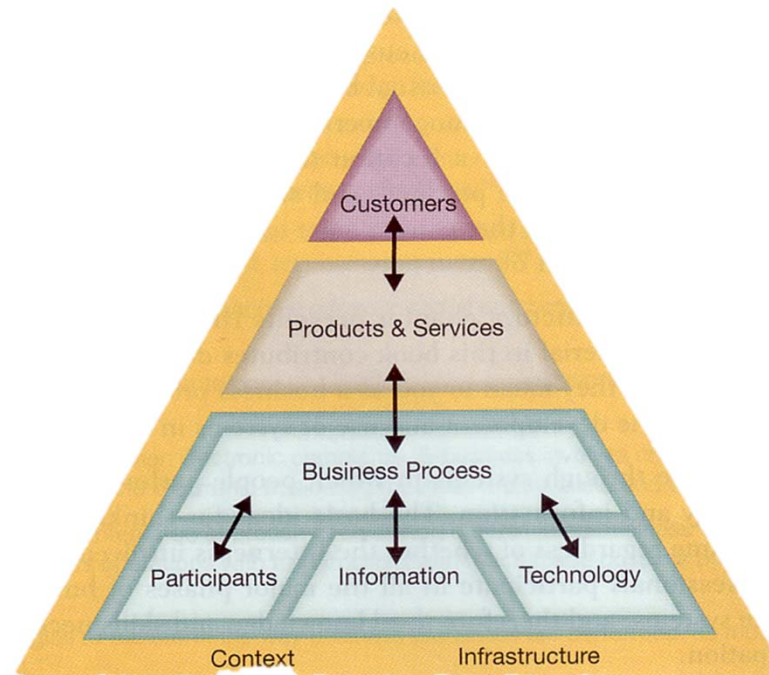 Customers
Products & Services
Business Process
Participants Information Technology
Context Infrastructure